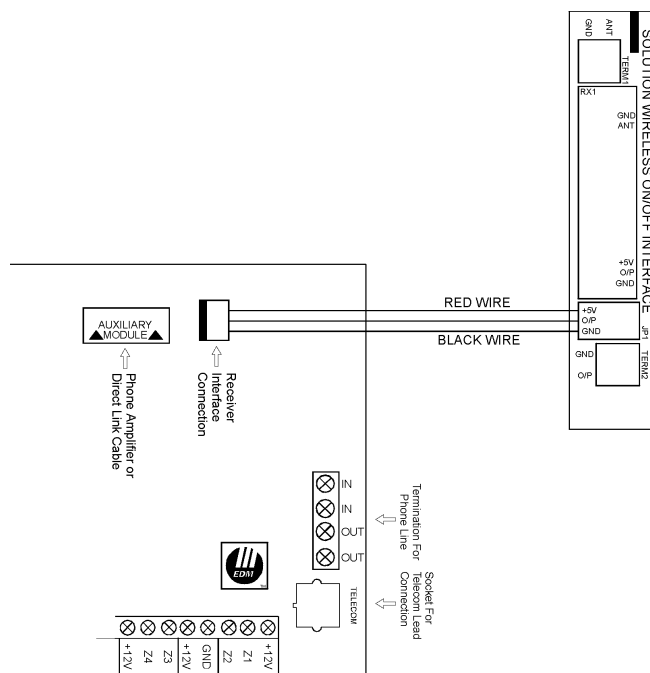 GND
ANT
TERM1
SOLUTION WIRELESS ON/OFF INTERFACE
RX1
GND
ANT
+5V
O/P
GND
+5V
O/P
GND
JP1
GND
O/P
TERM2
RED WIRE
BLACK WIRE
AUXILIARY
MODULE
Phone Amplifier or
Direct Link Cable
Receiver
Interface
Connection
IN
IN
OUT
OUT
Termination For
Phone Line
EDM
TELECOM
Socket For
Telecom Lead
Connection
+12V
Z4
Z3
+12V
GND
Z2
Z1
+12V